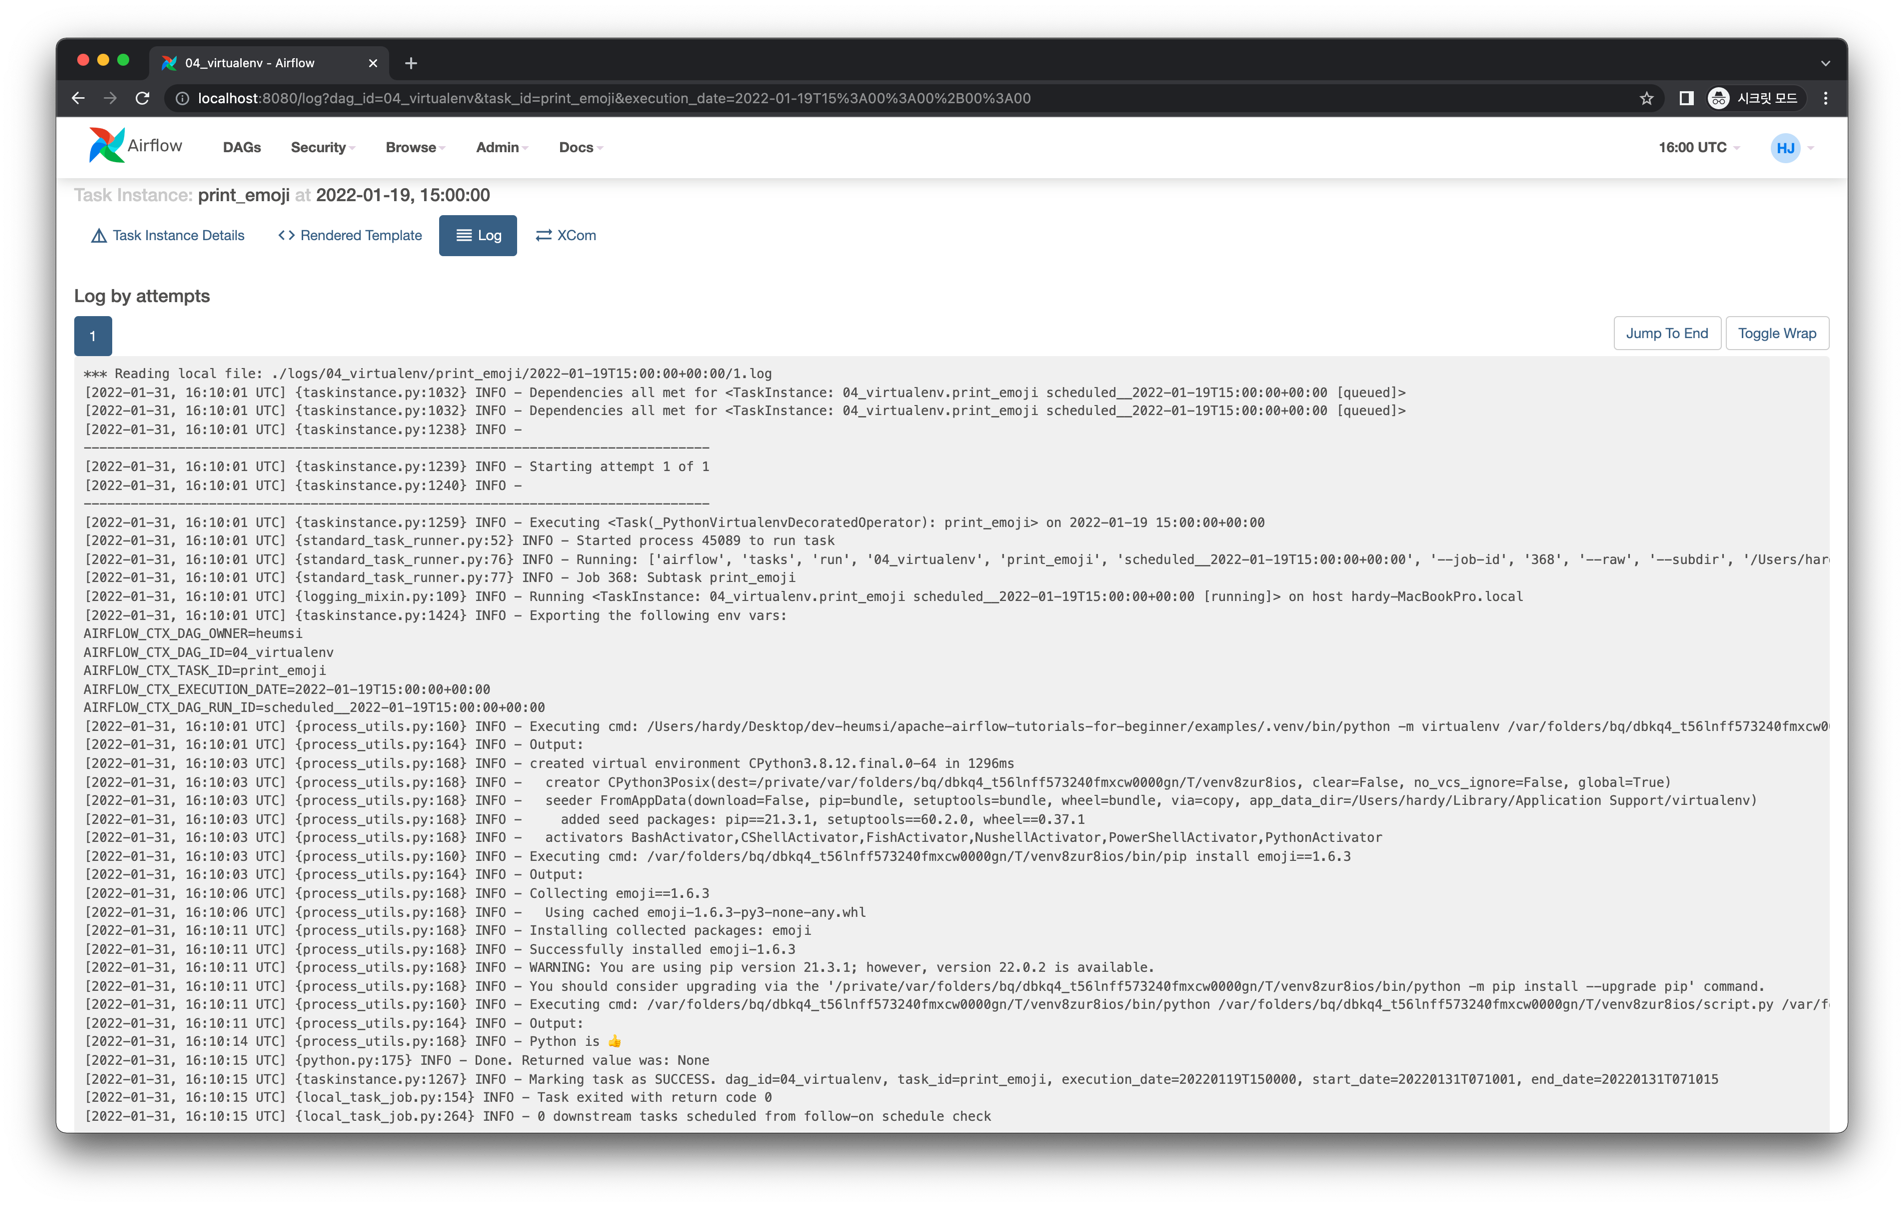 04_virtualenv - Airflow
localhost:8080/log?dag_id=04_virtualenv&task_id=print_emoji&execution_date=2022-01-19T15%3A00%3A00%2B00%3A00
시크릿 모드
Airflow DAGs Security Browse Admin Docs 16:00 UTC HJ
Task Instance: print_emoji at 2022-01-19, 15:00:00
Task Instance Details <> Rendered Template Log XCom
Log by attempts
1
Jump To End Toggle Wrap
*** Reading local file: ./logs/04_virtualenv/print_emoji/2022-01-19T15:00:00+00:00/1.log
[2022-01-31, 16:10:01 UTC] {taskinstance.py:1032} INFO - Dependencies all met for <TaskInstance: 04_virtualenv.print_emoji scheduled__2022-01-19T15:00:00+00:00 [queued]>
[2022-01-31, 16:10:01 UTC] {taskinstance.py:1032} INFO - Dependencies all met for <TaskInstance: 04_virtualenv.print_emoji scheduled__2022-01-19T15:00:00+00:00 [queued]>
[2022-01-31, 16:10:01 UTC] {taskinstance.py:1238} INFO -
--------------------------------------------------------------------------------
[2022-01-31, 16:10:01 UTC] {taskinstance.py:1239} INFO - Starting attempt 1 of 1
[2022-01-31, 16:10:01 UTC] {taskinstance.py:1240} INFO -
--------------------------------------------------------------------------------
[2022-01-31, 16:10:01 UTC] {taskinstance.py:1259} INFO - Executing <Task(_PythonVirtualenvDecoratedOperator): print_emoji> on 2022-01-19 15:00:00+00:00
[2022-01-31, 16:10:01 UTC] {standard_task_runner.py:52} INFO - Started process 45089 to run task
[2022-01-31, 16:10:01 UTC] {standard_task_runner.py:76} INFO - Running: ['airflow', 'tasks', 'run', '04_virtualenv', 'print_emoji', 'scheduled__2022-01-19T15:00:00+00:00', '--job-id', '368', '--raw', '--subdir', '/Users/har
[2022-01-31, 16:10:01 UTC] {standard_task_runner.py:77} INFO - Job 368: Subtask print_emoji
[2022-01-31, 16:10:01 UTC] {logging_mixin.py:109} INFO - Running <TaskInstance: 04_virtualenv.print_emoji scheduled__2022-01-19T15:00:00+00:00 [running]> on host hardy-MacBookPro.local
[2022-01-31, 16:10:01 UTC] {taskinstance.py:1424} INFO - Exporting the following env vars:
AIRFLOW_CTX_DAG_OWNER=heumsi
AIRFLOW_CTX_DAG_ID=04_virtualenv
AIRFLOW_CTX_TASK_ID=print_emoji
AIRFLOW_CTX_EXECUTION_DATE=2022-01-19T15:00:00+00:00
AIRFLOW_CTX_DAG_RUN_ID=scheduled__2022-01-19T15:00:00+00:00
[2022-01-31, 16:10:01 UTC] {process_utils.py:160} INFO - Executing cmd: /Users/hardy/Desktop/dev-heumsi/apache-airflow-tutorials-for-beginner/examples/.venv/bin/python -m virtualenv /var/folders/bq/dbkq4_t56lnff573240fmxcw0
[2022-01-31, 16:10:01 UTC] {process_utils.py:164} INFO - Output:
[2022-01-31, 16:10:03 UTC] {process_utils.py:168} INFO - created virtual environment CPython3.8.12.final.0-64 in 1296ms
[2022-01-31, 16:10:03 UTC] {process_utils.py:168} INFO -   creator CPython3Posix(dest=/private/var/folders/bq/dbkq4_t56lnff573240fmxcw0000gn/T/venv8zur8ios, clear=False, no_vcs_ignore=False, global=True)
[2022-01-31, 16:10:03 UTC] {process_utils.py:168} INFO -   seeder FromAppData(download=False, pip=bundle, setuptools=bundle, wheel=bundle, via=copy, app_data_dir=/Users/hardy/Library/Application Support/virtualenv)
[2022-01-31, 16:10:03 UTC] {process_utils.py:168} INFO -     added seed packages: pip==21.3.1, setuptools==60.2.0, wheel==0.37.1
[2022-01-31, 16:10:03 UTC] {process_utils.py:168} INFO -   activators BashActivator,CShellActivator,FishActivator,NushellActivator,PowerShellActivator,PythonActivator
[2022-01-31, 16:10:03 UTC] {process_utils.py:160} INFO - Executing cmd: /var/folders/bq/dbkq4_t56lnff573240fmxcw0000gn/T/venv8zur8ios/bin/pip install emoji==1.6.3
[2022-01-31, 16:10:03 UTC] {process_utils.py:164} INFO - Output:
[2022-01-31, 16:10:06 UTC] {process_utils.py:168} INFO - Collecting emoji==1.6.3
[2022-01-31, 16:10:06 UTC] {process_utils.py:168} INFO -   Using cached emoji-1.6.3-py3-none-any.whl
[2022-01-31, 16:10:11 UTC] {process_utils.py:168} INFO - Installing collected packages: emoji
[2022-01-31, 16:10:11 UTC] {process_utils.py:168} INFO - Successfully installed emoji-1.6.3
[2022-01-31, 16:10:11 UTC] {process_utils.py:168} INFO - WARNING: You are using pip version 21.3.1; however, version 22.0.2 is available.
[2022-01-31, 16:10:11 UTC] {process_utils.py:168} INFO - You should consider upgrading via the '/private/var/folders/bq/dbkq4_t56lnff573240fmxcw0000gn/T/venv8zur8ios/bin/python -m pip install --upgrade pip' command.
[2022-01-31, 16:10:11 UTC] {process_utils.py:160} INFO - Executing cmd: /var/folders/bq/dbkq4_t56lnff573240fmxcw0000gn/T/venv8zur8ios/bin/python /var/folders/bq/dbkq4_t56lnff573240fmxcw0000gn/T/venv8zur8ios/script.py /var/f
[2022-01-31, 16:10:11 UTC] {process_utils.py:164} INFO - Output:
[2022-01-31, 16:10:14 UTC] {process_utils.py:168} INFO - Python is 👍
[2022-01-31, 16:10:15 UTC] {python.py:175} INFO - Done. Returned value was: None
[2022-01-31, 16:10:15 UTC] {taskinstance.py:1267} INFO - Marking task as SUCCESS. dag_id=04_virtualenv, task_id=print_emoji, execution_date=20220119T150000, start_date=20220131T071001, end_date=20220131T071015
[2022-01-31, 16:10:15 UTC] {local_task_job.py:154} INFO - Task exited with return code 0
[2022-01-31, 16:10:15 UTC] {local_task_job.py:264} INFO - 0 downstream tasks scheduled from follow-on schedule check